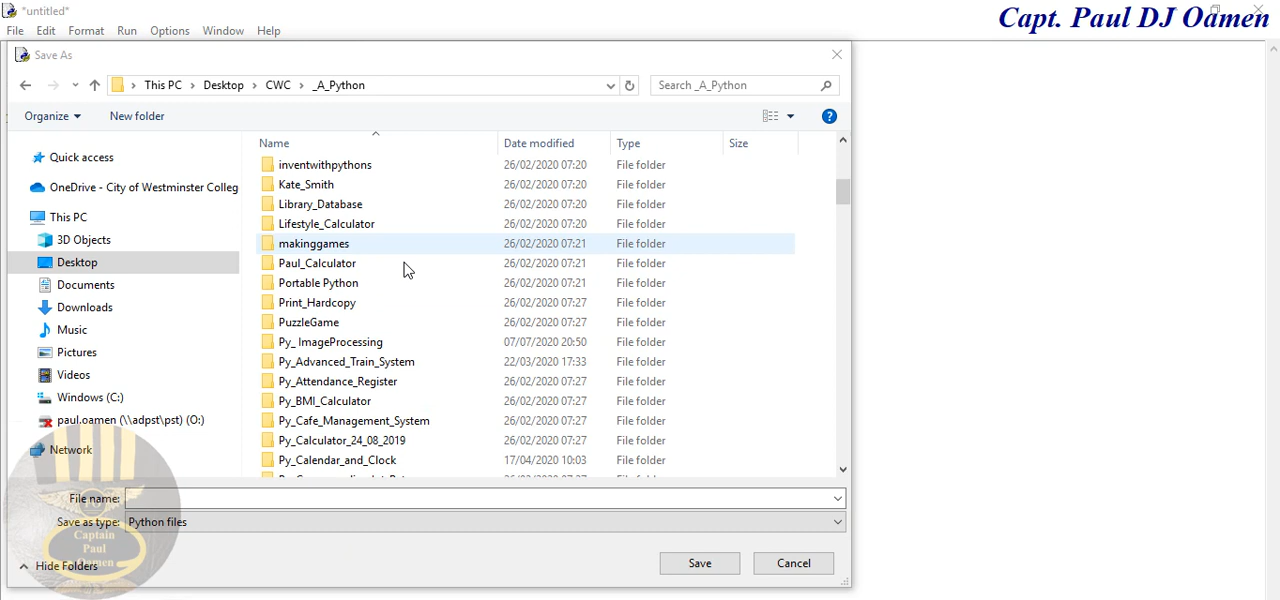 *untitled*
Capt. Paul DJ Oamen
File Edit Format Run Options Window Help
Save As
This PC > Desktop > CWC > _A_Python
Search _A_Python
Organize New folder
Name Date modified Type Size
Quick access
OneDrive - City of Westminster Colleg
This PC
3D Objects
Desktop
Documents
Downloads
Music
Pictures
Videos
Windows (C:)
paul.oamen (\\adpst\pst) (O:)
Network
inventwithpythons 26/02/2020 07:20 File folder
Kate_Smith 26/02/2020 07:20 File folder
Library_Database 26/02/2020 07:20 File folder
Lifestyle_Calculator 26/02/2020 07:20 File folder
makinggames 26/02/2020 07:21 File folder
Paul_Calculator 26/02/2020 07:21 File folder
Portable Python 26/02/2020 07:21 File folder
Print_Hardcopy 26/02/2020 07:27 File folder
PuzzleGame 26/02/2020 07:27 File folder
Py_ ImageProcessing 07/07/2020 20:50 File folder
Py_Advanced_Train_System 22/03/2020 17:33 File folder
Py_Attendance_Register 26/02/2020 07:27 File folder
Py_BMI_Calculator 26/02/2020 07:27 File folder
Py_Cafe_Management_System 26/02/2020 07:27 File folder
Py_Calculator_24_08_2019 26/02/2020 07:27 File folder
Py_Calendar_and_Clock 17/04/2020 10:03 File folder
File name:
Save as type: Python files
Captain
Paul
Oamen
Hide Folders
Save Cancel